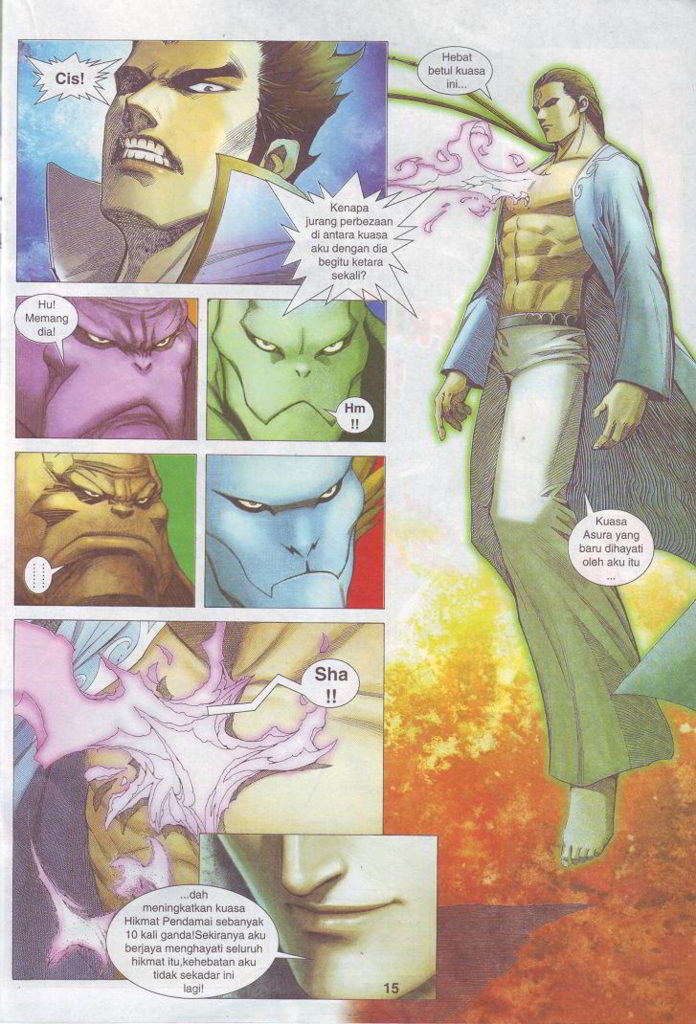 Cis!
Hebat
betul kuasa
ini...
Kenapa
jurang perbezaan
di antara kuasa
aku dengan dia
begitu ketara
sekali?
Hu!
Memang
dia!
Hm
!!
Kuasa
Asura yang
baru dihayati
oleh aku itu
...
Sha
!!
...dah
meningkatkan kuasa
Hikmat Pendamai sebanyak
10 kali ganda!Sekiranya aku
berjaya menghayati seluruh
hikmat itu,kehebatan aku
tidak sekadar ini
lagi!
15